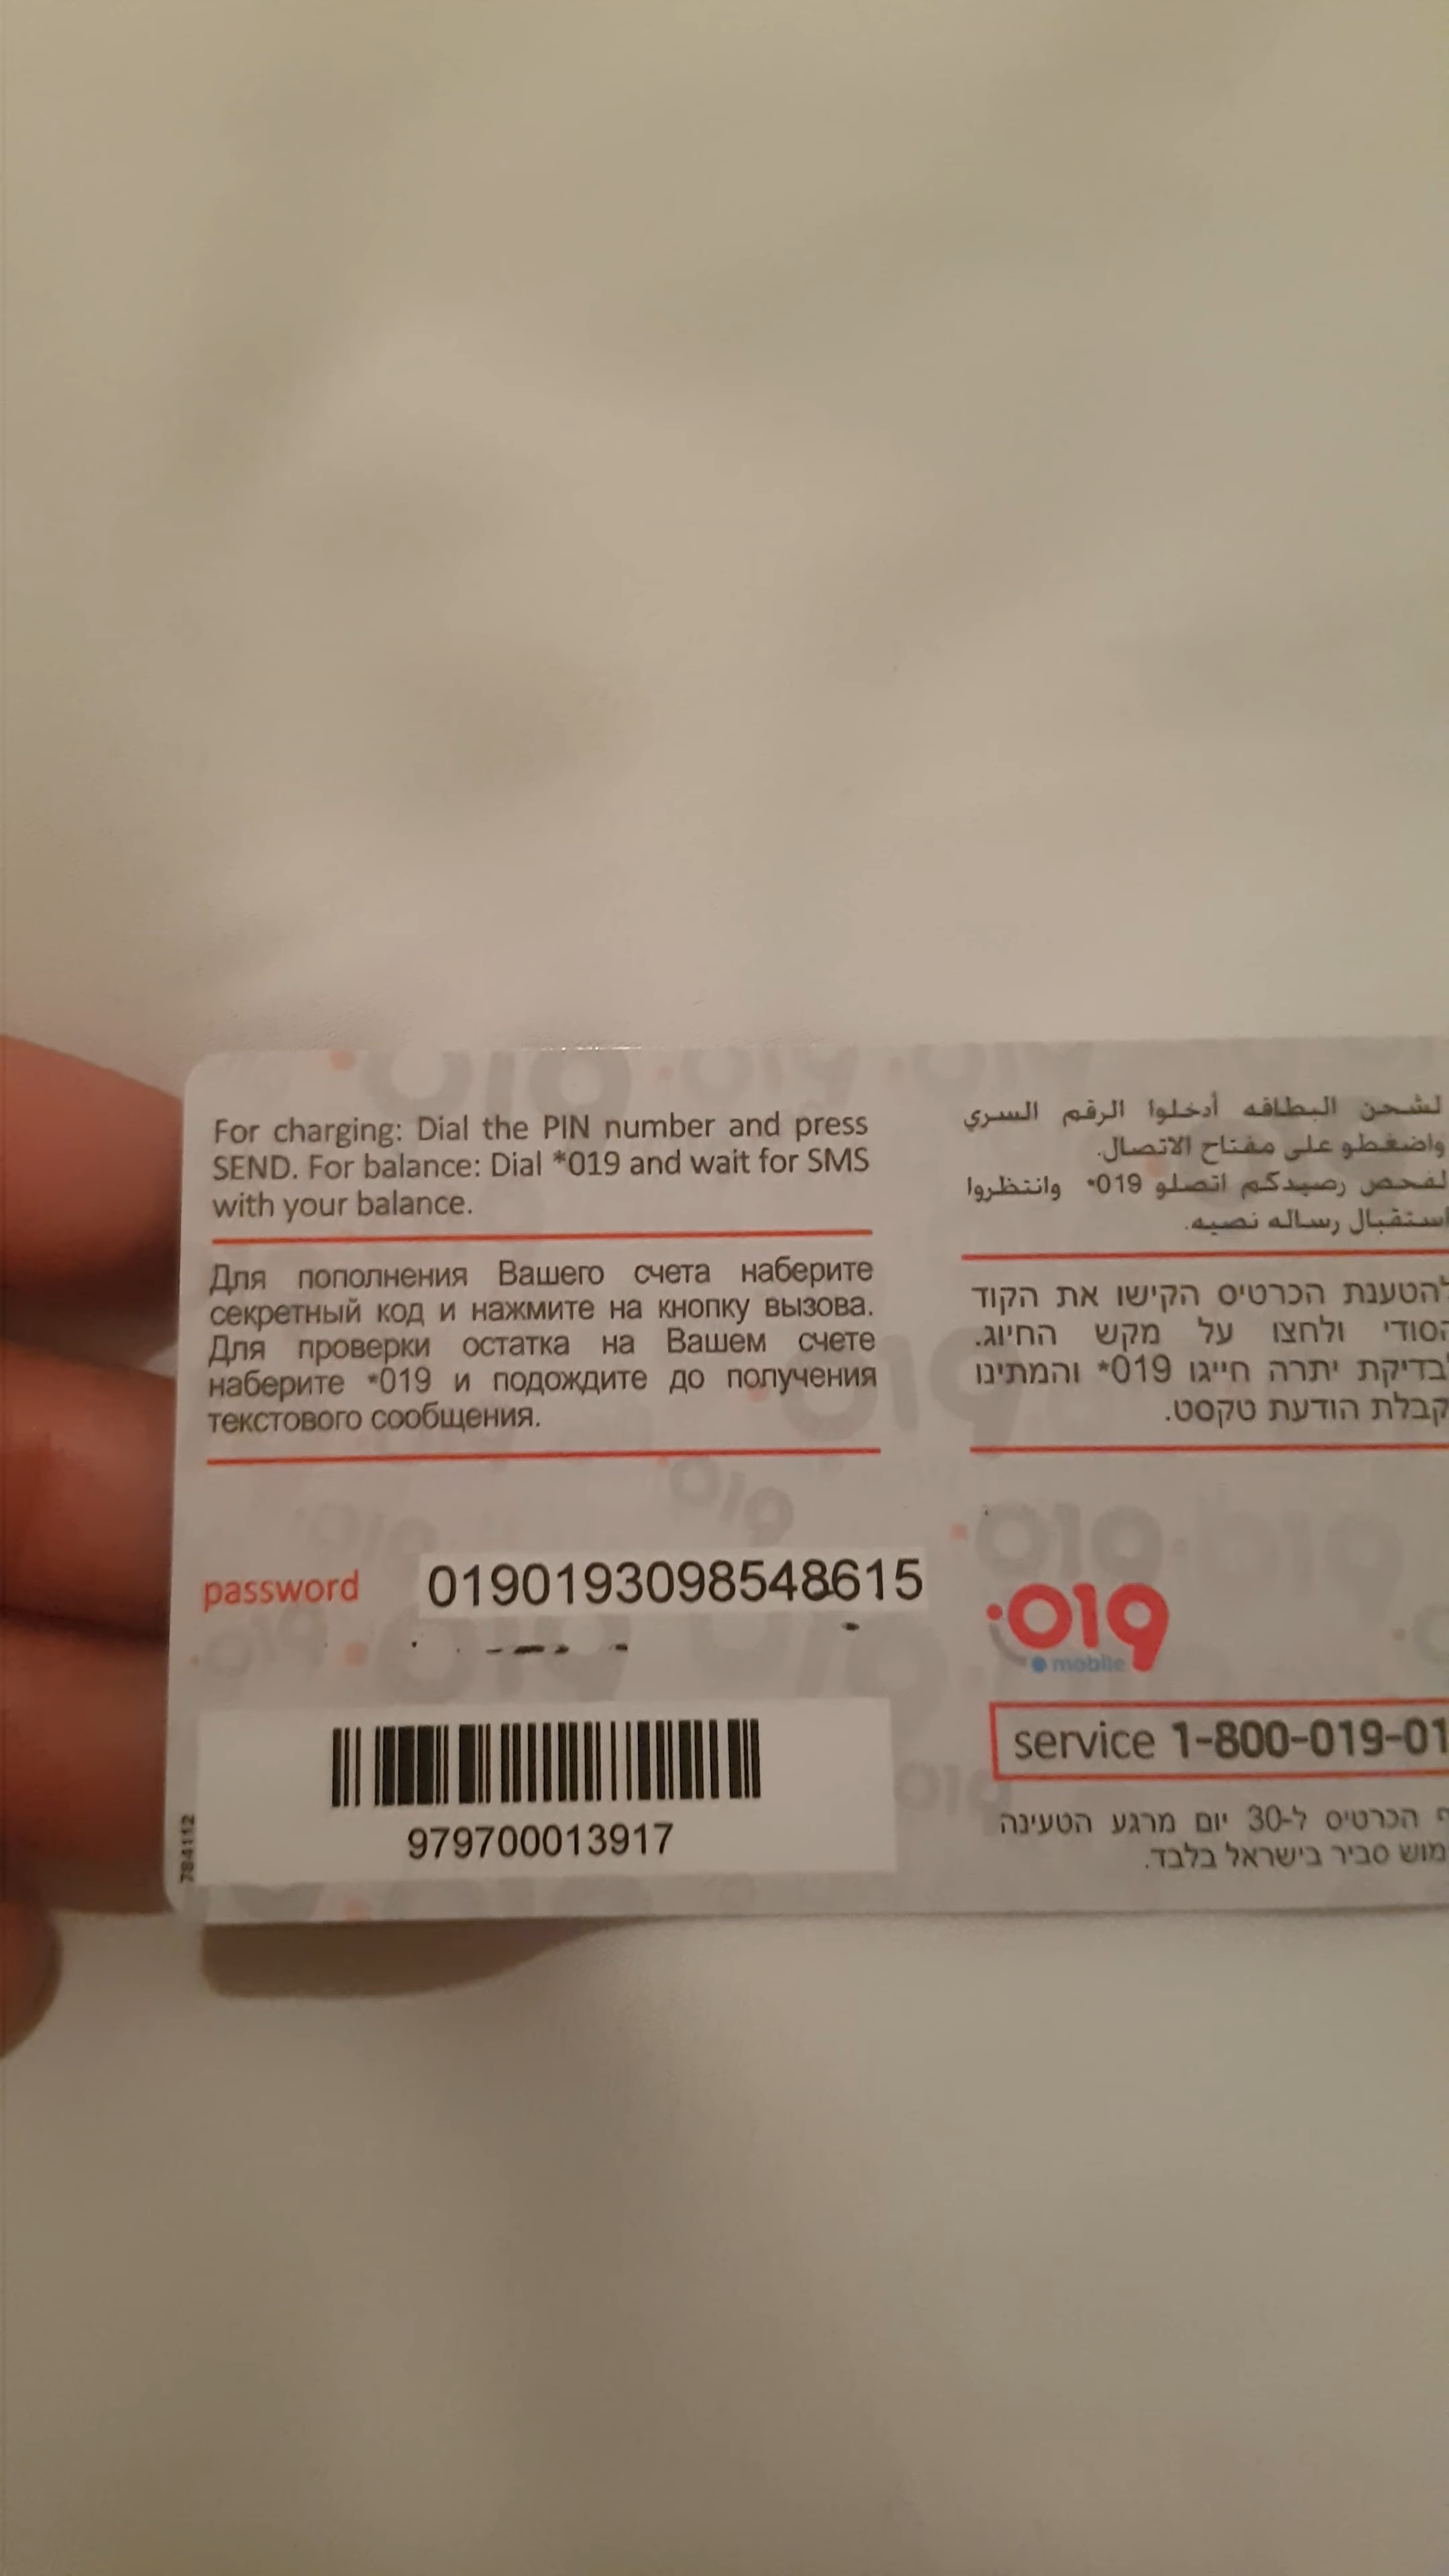 For charging: Dial the PIN number and press
SEND. For balance: Dial *019 and wait for SMS
with your balance.
Для пополнения Вашего счета наберите
секретный код и нажмите на кнопку вызова.
Для проверки остатка на Вашем счете
наберите *019 и подождите до получения
текстового сообщения.
password 0190193098548615
979700013917
784112
لشحن البطاقه أدخلوا الرقم السري
واضغطو على مفتاح الاتصال.
لفحص رصيدكم اتصلو 019* وانتظروا
استقبال رساله نصيه.
להטענת הכרטיס הקישו את הקוד
הסודי ולחצו על מקש החיוג.
לבדיקת יתרה חייגו 019* והמתינו
קבלת הודעת טקסט.
019
mobile
service 1-800-019-01
הכרטיס ל-30 יום מרגע הטעינה
סביר בישראל בלבד.